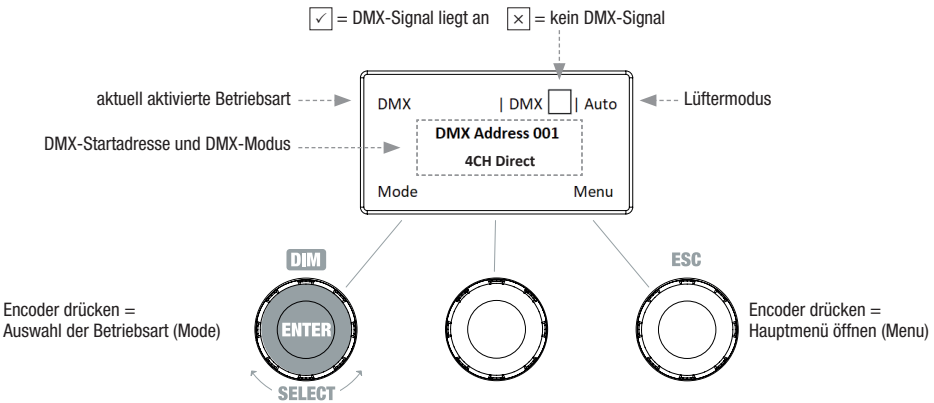 ✓ = DMX-Signal liegt an × = kein DMX-Signal
aktuell aktivierte Betriebsart
DMX | DMX | Auto
Lüftermodus
DMX-Startadresse und DMX-Modus
DMX Address 001
4CH Direct
Mode Menu
DIM
ESC
Encoder drücken =
Auswahl der Betriebsart (Mode)
ENTER
SELECT
Encoder drücken =
Hauptmenü öffnen (Menu)